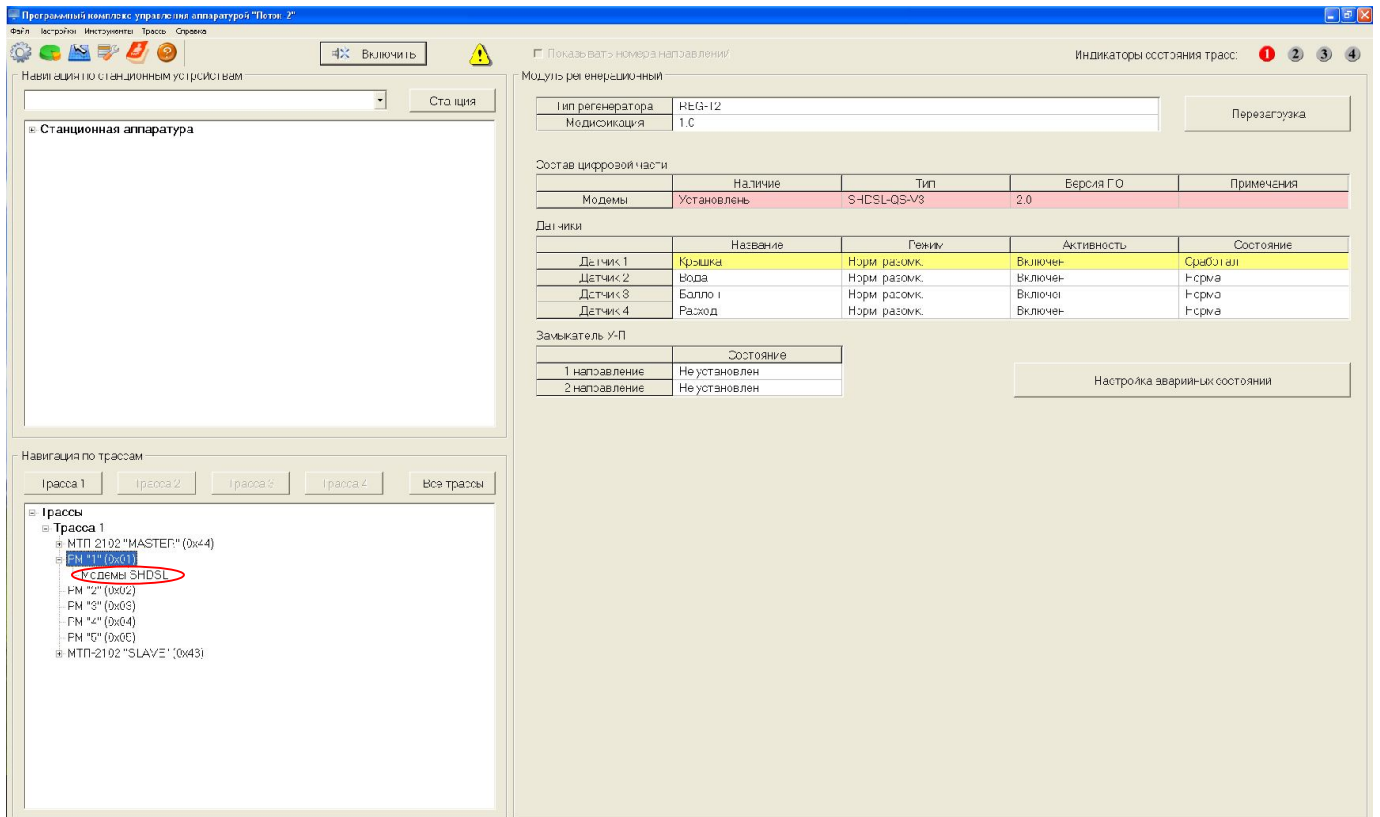 Программный комплекс управления аппаратурой "Поток-2"
Файл Настройки Инструменты Трассы Справка
Включить
Показывать номера направлений
Индикаторы состояния трасс: 1 2 3 4
Навигация по станционным устройствам
Станция
Станционная аппаратура
Модуль регенерационный
Тип регенератора REG-T2
Модификация 1.0
Перезагрузка
Состав цифровой части
Наличие Тип Версия ПО Примечания
Модемы Установлены SHDSL-QS-V3 2.0
Датчики
Название Режим Активность Состояние
Датчик 1 Крышка Норм. разомк. Включен Сработал
Датчик 2 Вода Норм. разомк. Включен Норма
Датчик 3 Баллон Норм. разомк. Включен Норма
Датчик 4 Расход Норм. разомк. Включен Норма
Замыкатель У-П
Состояние
1 направление Не установлен
2 направление Не установлен
Настройка аварийных состояний
Навигация по трассам
Трасса 1 Трасса 2 Трасса 3 Трасса 4 Все трассы
Трассы
Трасса 1
МТП-2102 "MASTER" (0x44)
РМ "1" (0x01)
Модемы SHDSL
РМ "2" (0x02)
РМ "3" (0x03)
РМ "4" (0x04)
РМ "5" (0x05)
МТП-2102 "SLAVE" (0x43)